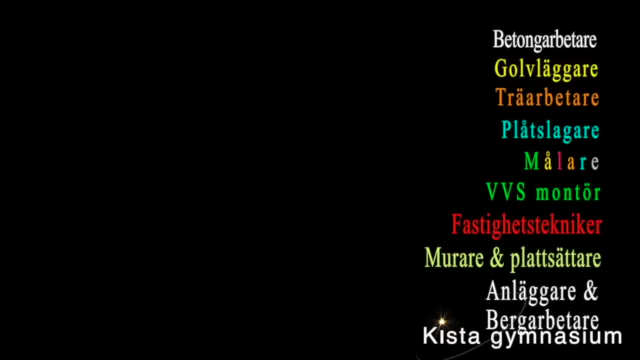 Betongarbetare
Golvläggare
Träarbetare
Plåtslagare
Målare
VVS montör
Fastighetstekniker
Murare & plattsättare
Anläggare &
Bergarbetare
Kista gymnasium